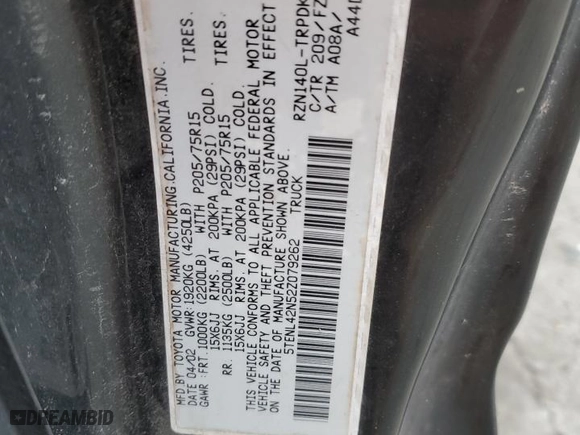 MFD BY TOYOTA MOTOR MANUFACTURING.CALIFORNIA.INC.
DATE 04/02 GVWR:1920KG (4250LB)
GAWR : FRT.1000KG (2200LB) WITH P205/75R15 TIRES.
15X6JJ RIMS. AT 200KPA (29PSI) COLD.
RR. 1135KG (2500LB) WITH P205/75R15 TIRES.
15X6JJ RIMS. AT 200KPA (29PSI) COLD.
THIS VEHICLE CONFORMS TO ALL APPLICABLE FEDERAL MOTOR
VEHICLE SAFETY AND THEFT PREVENTION STANDARDS IN EFFECT
ON THE DATE OF MANUFACTURE SHOWN ABOVE.
5TENL42N52Z079262 TRUCK
RZN140L-TRPDK
C/TR 209/FZ
A/TM A08A/
A44D
DREAMBID